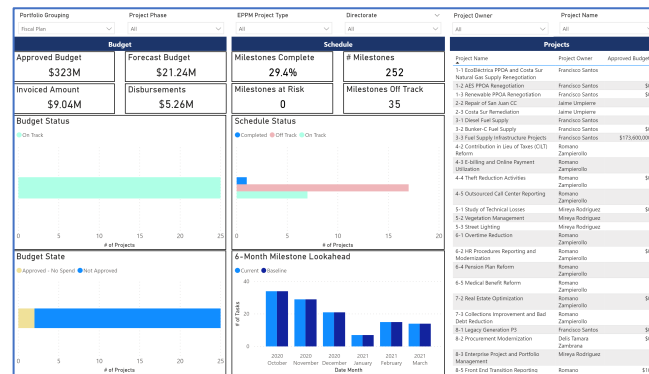 Portfolio Grouping Project Phase EPPM Project Type Directorate Project Owner Project Name
Fiscal Plan All All All All All
Budget Schedule Projects
Approved Budget Forecast Budget Milestones Complete # Milestones
$323M $21.24M 29.4% 252
Invoiced Amount Disbursements Milestones at Risk Milestones Off Track
$9.04M $5.26M 0 35
Budget Status
On Track
0 5 10 15 20 25
# of Projects
Schedule Status
Completed Off Track On Track
0 5 10 15 20
# of Projects
Budget State
Approved - No Spend Not Approved
0 5 10 15 20 25
# of Projects
6-Month Milestone Lookahead
Current Baseline
40
20
0
# of Tasks
2020 2020 2020 2021 2021 2021
October November December January February March
Date Month
Project Name Project Owner Approved Budget
1-1 EcoEléctrica PPOA and Costa Sur Francisco Santos
Natural Gas Supply Renegotiation
1-2 AES PPOA Renegotiation Francisco Santos
1-3 Renewable PPOA Renegotiation Francisco Santos
2-2 Repair of San Juan CC Jaime Umpierre
2-3 Costa Sur Remediation Jaime Umpierre
3-1 Diesel Fuel Supply Francisco Santos
3-2 Bunker-C Fuel Supply Francisco Santos
3-3 Fuel Supply Infrastructure Projects Francisco Santos
4-2 Contribution in Lieu of Taxes (CILT) Romano
Reform Zampierollo
4-3 E-billing and Online Payment Romano
Utilization Zampierollo
4-4 Theft Reduction Activities Romano
Zampierollo
4-5 Outsourced Call Center Reporting Romano
Zampierollo
5-1 Study of Technical Losses Mireya Rodriguez
5-2 Vegetation Management Mireya Rodriguez
5-3 Street Lighting Mireya Rodriguez
6-1 Overtime Reduction Romano
Zampierollo
6-2 HR Procedures Reporting and Romano
Modernization Zampierollo
6-4 Pension Plan Reform Romano
Zampierollo
6-5 Medical Benefit Reform Romano
Zampierollo
7-2 Real Estate Optimization Romano
Zampierollo
7-3 Collections Improvement and Bad Romano
Debt Reduction Zampierollo
8-1 Legacy Generation P3 Francisco Santos
8-2 Procurement Modernization Delis Tamara
Zambrana
8-3 Enterprise Project and Portfolio Mireya Rodriguez
Management
8-5 Front End Transition Reporting Romano